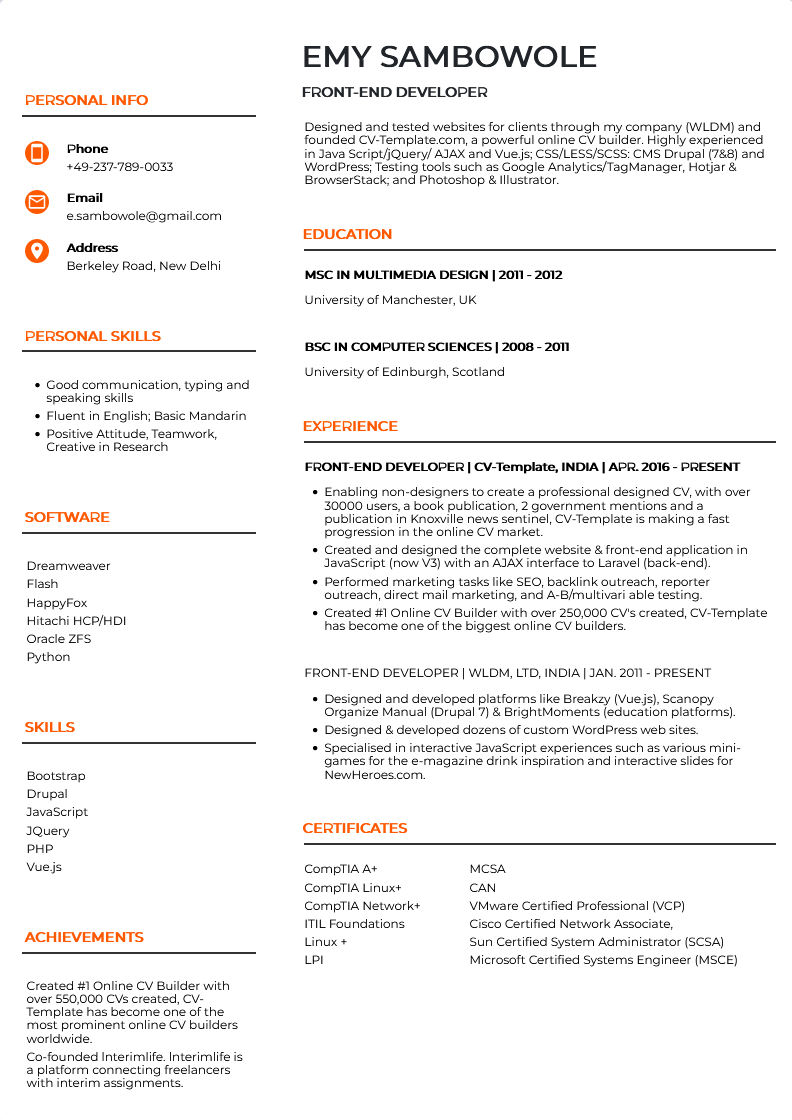 EMY SAMBOWOLE
FRONT-END DEVELOPER
Designed and tested websites for clients through my company (WLDM) and
founded CV-Template.com, a powerful online CV builder. Highly experienced
in Java Script/jQuery/ AJAX and Vue.js; CSS/LESS/SCSS: CMS Drupal (7&8) and
WordPress; Testing tools such as Google Analytics/TagManager, Hotjar &
BrowserStack; and Photoshop & Illustrator.
PERSONAL INFO
Phone
+49-237-789-0033
Email
e.sambowole@gmail.com
Address
Berkeley Road, New Delhi
PERSONAL SKILLS
• Good communication, typing and
speaking skills
• Fluent in English; Basic Mandarin
• Positive Attitude, Teamwork,
Creative in Research
SOFTWARE
Dreamweaver
Flash
HappyFox
Hitachi HCP/HDI
Oracle ZFS
Python
SKILLS
Bootstrap
Drupal
JavaScript
JQuery
PHP
Vue.js
ACHIEVEMENTS
Created #1 Online CV Builder with
over 550,000 CVs created, CV-
Template has become one of the
most prominent online CV builders
worldwide.
Co-founded Interimlife. Interimlife is
a platform connecting freelancers
with interim assignments.
EDUCATION
MSC IN MULTIMEDIA DESIGN | 2011 - 2012
University of Manchester, UK
BSC IN COMPUTER SCIENCES | 2008 - 2011
University of Edinburgh, Scotland
EXPERIENCE
FRONT-END DEVELOPER | CV-Template, INDIA | APR. 2016 - PRESENT
• Enabling non-designers to create a professional designed CV, with over
30000 users, a book publication, 2 government mentions and a
publication in Knoxville news sentinel, CV-Template is making a fast
progression in the online CV market.
• Created and designed the complete website & front-end application in
JavaScript (now V3) with an AJAX interface to Laravel (back-end).
• Performed marketing tasks like SEO, backlink outreach, reporter
outreach, direct mail marketing, and A-B/multivari able testing.
• Created #1 Online CV Builder with over 250,000 CV's created, CV-Template
has become one of the biggest online CV builders.
FRONT-END DEVELOPER | WLDM, LTD, INDIA | JAN. 2011 - PRESENT
• Designed and developed platforms like Breakzy (Vue.js), Scanopy
Organize Manual (Drupal 7) & BrightMoments (education platforms).
• Designed & developed dozens of custom WordPress web sites.
• Specialised in interactive JavaScript experiences such as various mini-
games for the e-magazine drink inspiration and interactive slides for
NewHeroes.com.
CERTIFICATES
CompTIA A+
CompTIA Linux+
CompTIA Network+
ITIL Foundations
Linux +
LPI
MCSA
CAN
VMware Certified Professional (VCP)
Cisco Certified Network Associate,
Sun Certified System Administrator (SCSA)
Microsoft Certified Systems Engineer (MSCE)